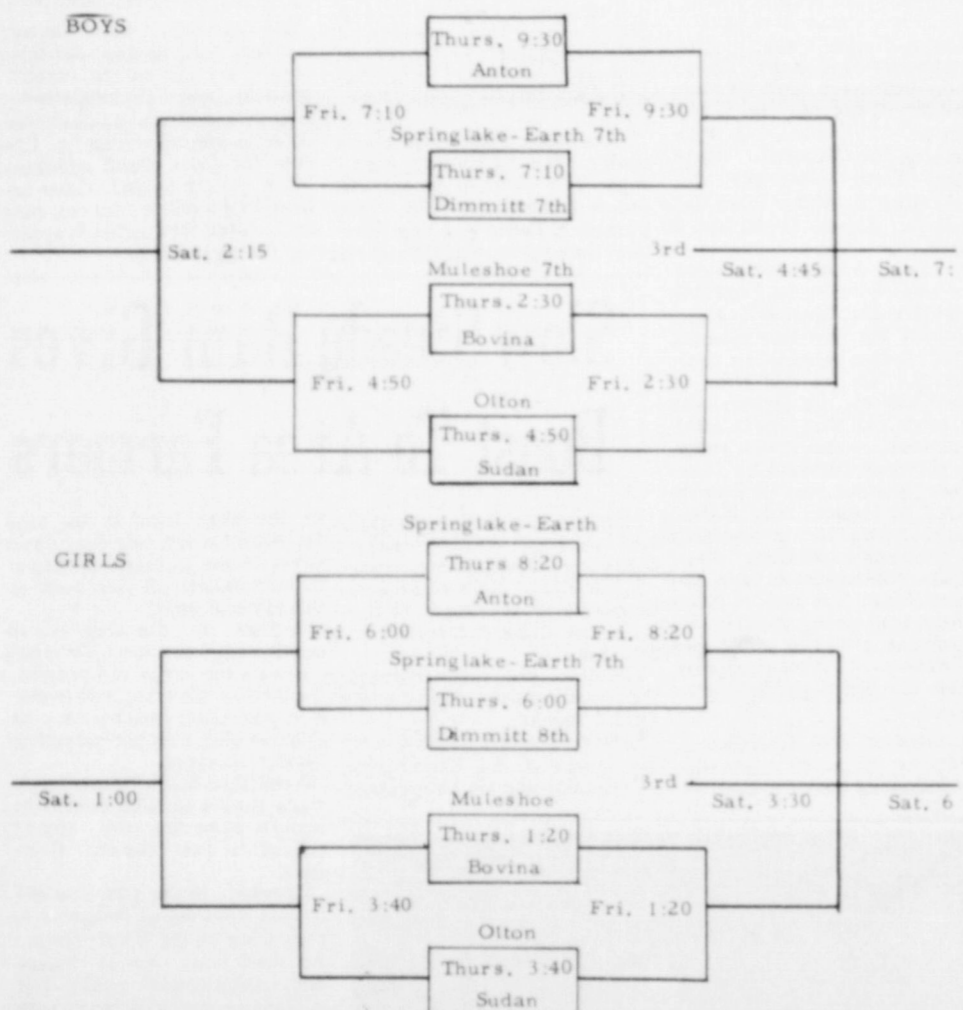 BOYS
Thurs. 9:30
Anton
Fri. 7:10
Fri. 9:30
Springlake-Earth 7th
Thurs. 7:10
Dimmitt 7th
Sat. 2:15
3rd
Sat. 4:45
Sat. 7:
Muleshoe 7th
Thurs. 2:30
Bovina
Fri. 4:50
Fri. 2:30
Olton
Thurs. 4:50
Sudan
Springlake-Earth
GIRLS
Thurs 8:20
Anton
Fri. 6:00
Fri. 8:20
Springlake-Earth 7th
Thurs. 6:00
Dimmitt 8th
Sat. 1:00
3rd
Sat. 3:30
Sat. 6
Muleshoe
Thurs. 1:20
Bovina
Fri. 3:40
Fri. 1:20
Olton
Thurs. 3:40
Sudan